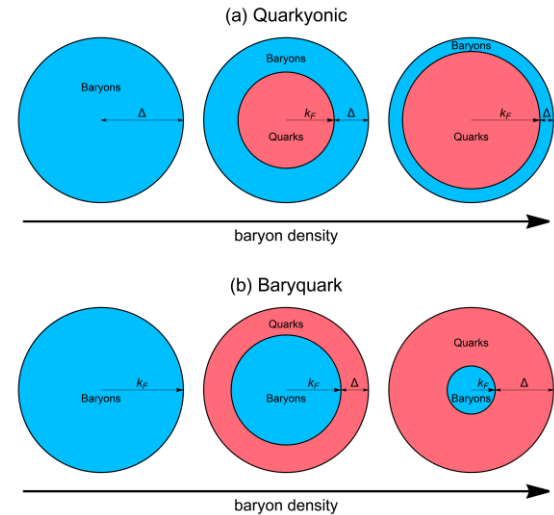 (a) Quarkyonic
Baryons
Δ
Baryons
k_F Δ
Quarks
Baryons
k_F Δ
Quarks
baryon density
(b) Baryquark
k_F
Baryons
Quarks
k_F Δ
Baryons
Quarks
k_F Δ
Baryons
baryon density